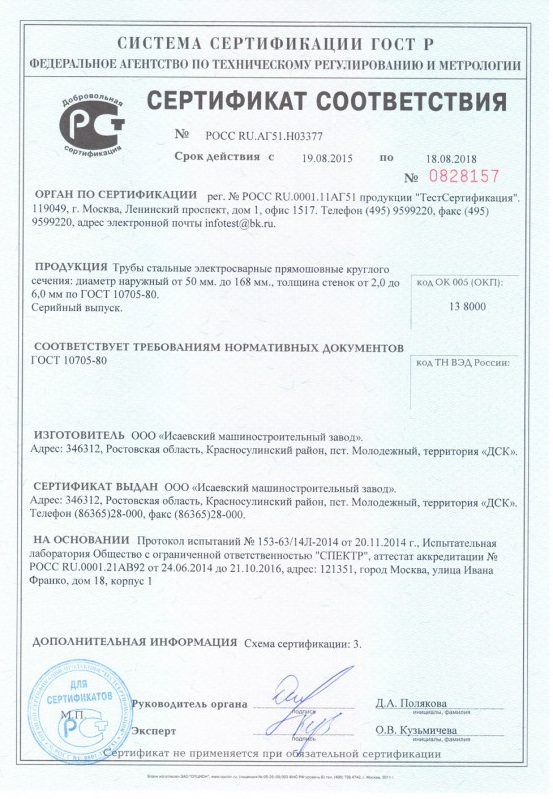 СИСТЕМА СЕРТИФИКАЦИИ ГОСТ Р
ФЕДЕРАЛЬНОЕ АГЕНТСТВО ПО ТЕХНИЧЕСКОМУ РЕГУЛИРОВАНИЮ И МЕТРОЛОГИИ
Добровольная
РСТ
сертификация
СЕРТИФИКАТ СООТВЕТСТВИЯ
№ РОСС RU.АГ51.Н03377
Срок действия с 19.08.2015 по 18.08.2018
№ 0828157
ОРГАН ПО СЕРТИФИКАЦИИ рег. № РОСС RU.0001.11АГ51 продукции "ТестСертификация".
119049, г. Москва, Ленинский проспект, дом 1, офис 1517. Телефон (495) 9599220, факс (495)
9599220, адрес электронной почты infotest@bk.ru.
ПРОДУКЦИЯ Трубы стальные электросварные прямошовные круглого
сечения: диаметр наружный от 50 мм. до 168 мм., толщина стенок от 2,0 до
6,0 мм по ГОСТ 10705-80.
Серийный выпуск.
код ОК 005 (ОКП):
13 8000
СООТВЕТСТВУЕТ ТРЕБОВАНИЯМ НОРМАТИВНЫХ ДОКУМЕНТОВ
ГОСТ 10705-80
код ТН ВЭД России:
ИЗГОТОВИТЕЛЬ ООО «Исаевский машиностроительный завод».
Адрес: 346312, Ростовская область, Красносулинский район, пст. Молодежный, территория «ДСК».
СЕРТИФИКАТ ВЫДАН ООО «Исаевский машиностроительный завод».
Адрес: 346312, Ростовская область, Красносулинский район, пст. Молодежный, территория «ДСК».
Телефон (86365)28-000, факс (86365)28-000.
НА ОСНОВАНИИ Протокол испытаний № 153-63/14Л-2014 от 20.11.2014 г., Испытательная
лаборатория Общество с ограниченной ответственностью "СПЕКТР", аттестат аккредитации №
РОСС RU.0001.21АВ92 от 24.06.2014 до 21.10.2016, адрес: 121351, город Москва, улица Ивана
Франко, дом 18, корпус 1
ДОПОЛНИТЕЛЬНАЯ ИНФОРМАЦИЯ Схема сертификации: 3.
ДЛЯ
СЕРТИФИКАТОВ
М.П.
РСТ
Руководитель органа
подпись
Д.А. Полякова
инициалы, фамилия
Эксперт
подпись
О.В. Кузьмичева
инициалы, фамилия
Сертификат не применяется при обязательной сертификации
Бланк изготовлен ЗАО "ОПЦИОН"